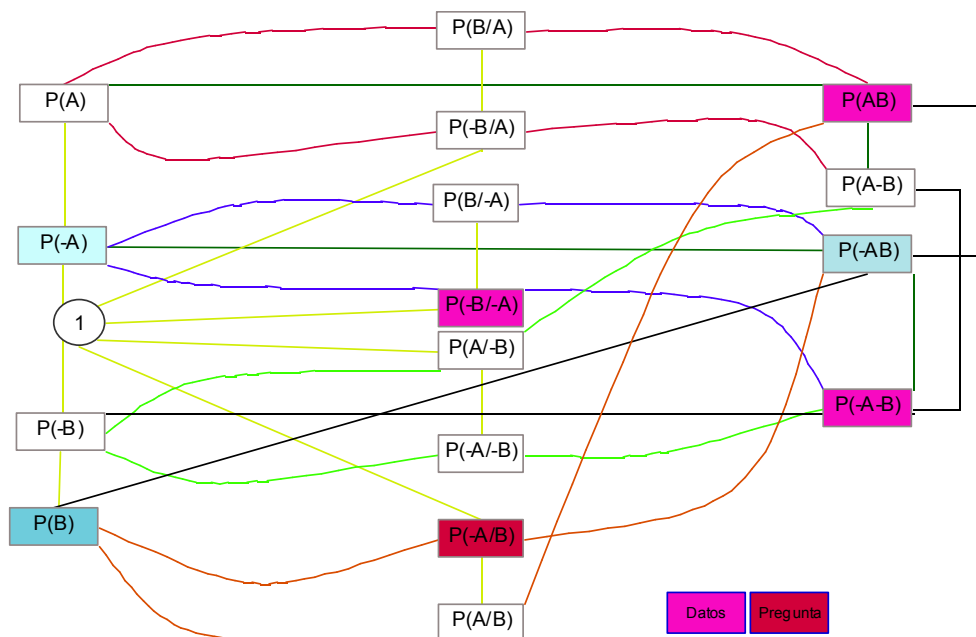 P(B/A)
P(A)
P(AB)
P(-B/A)
P(A-B)
P(B/-A)
P(-A)
P(-AB)
P(-B/-A)
1
P(A/-B)
P(-A-B)
P(-B)
P(-A/-B)
P(B)
P(-A/B)
P(A/B)
Datos
Pregunta